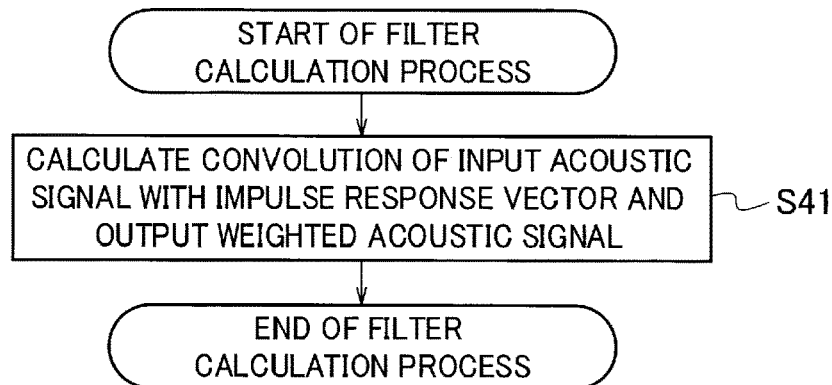 START OF FILTER
CALCULATION PROCESS
CALCULATE CONVOLUTION OF INPUT ACOUSTIC
SIGNAL WITH IMPULSE RESPONSE VECTOR AND
OUTPUT WEIGHTED ACOUSTIC SIGNAL
S41
END OF FILTER
CALCULATION PROCESS